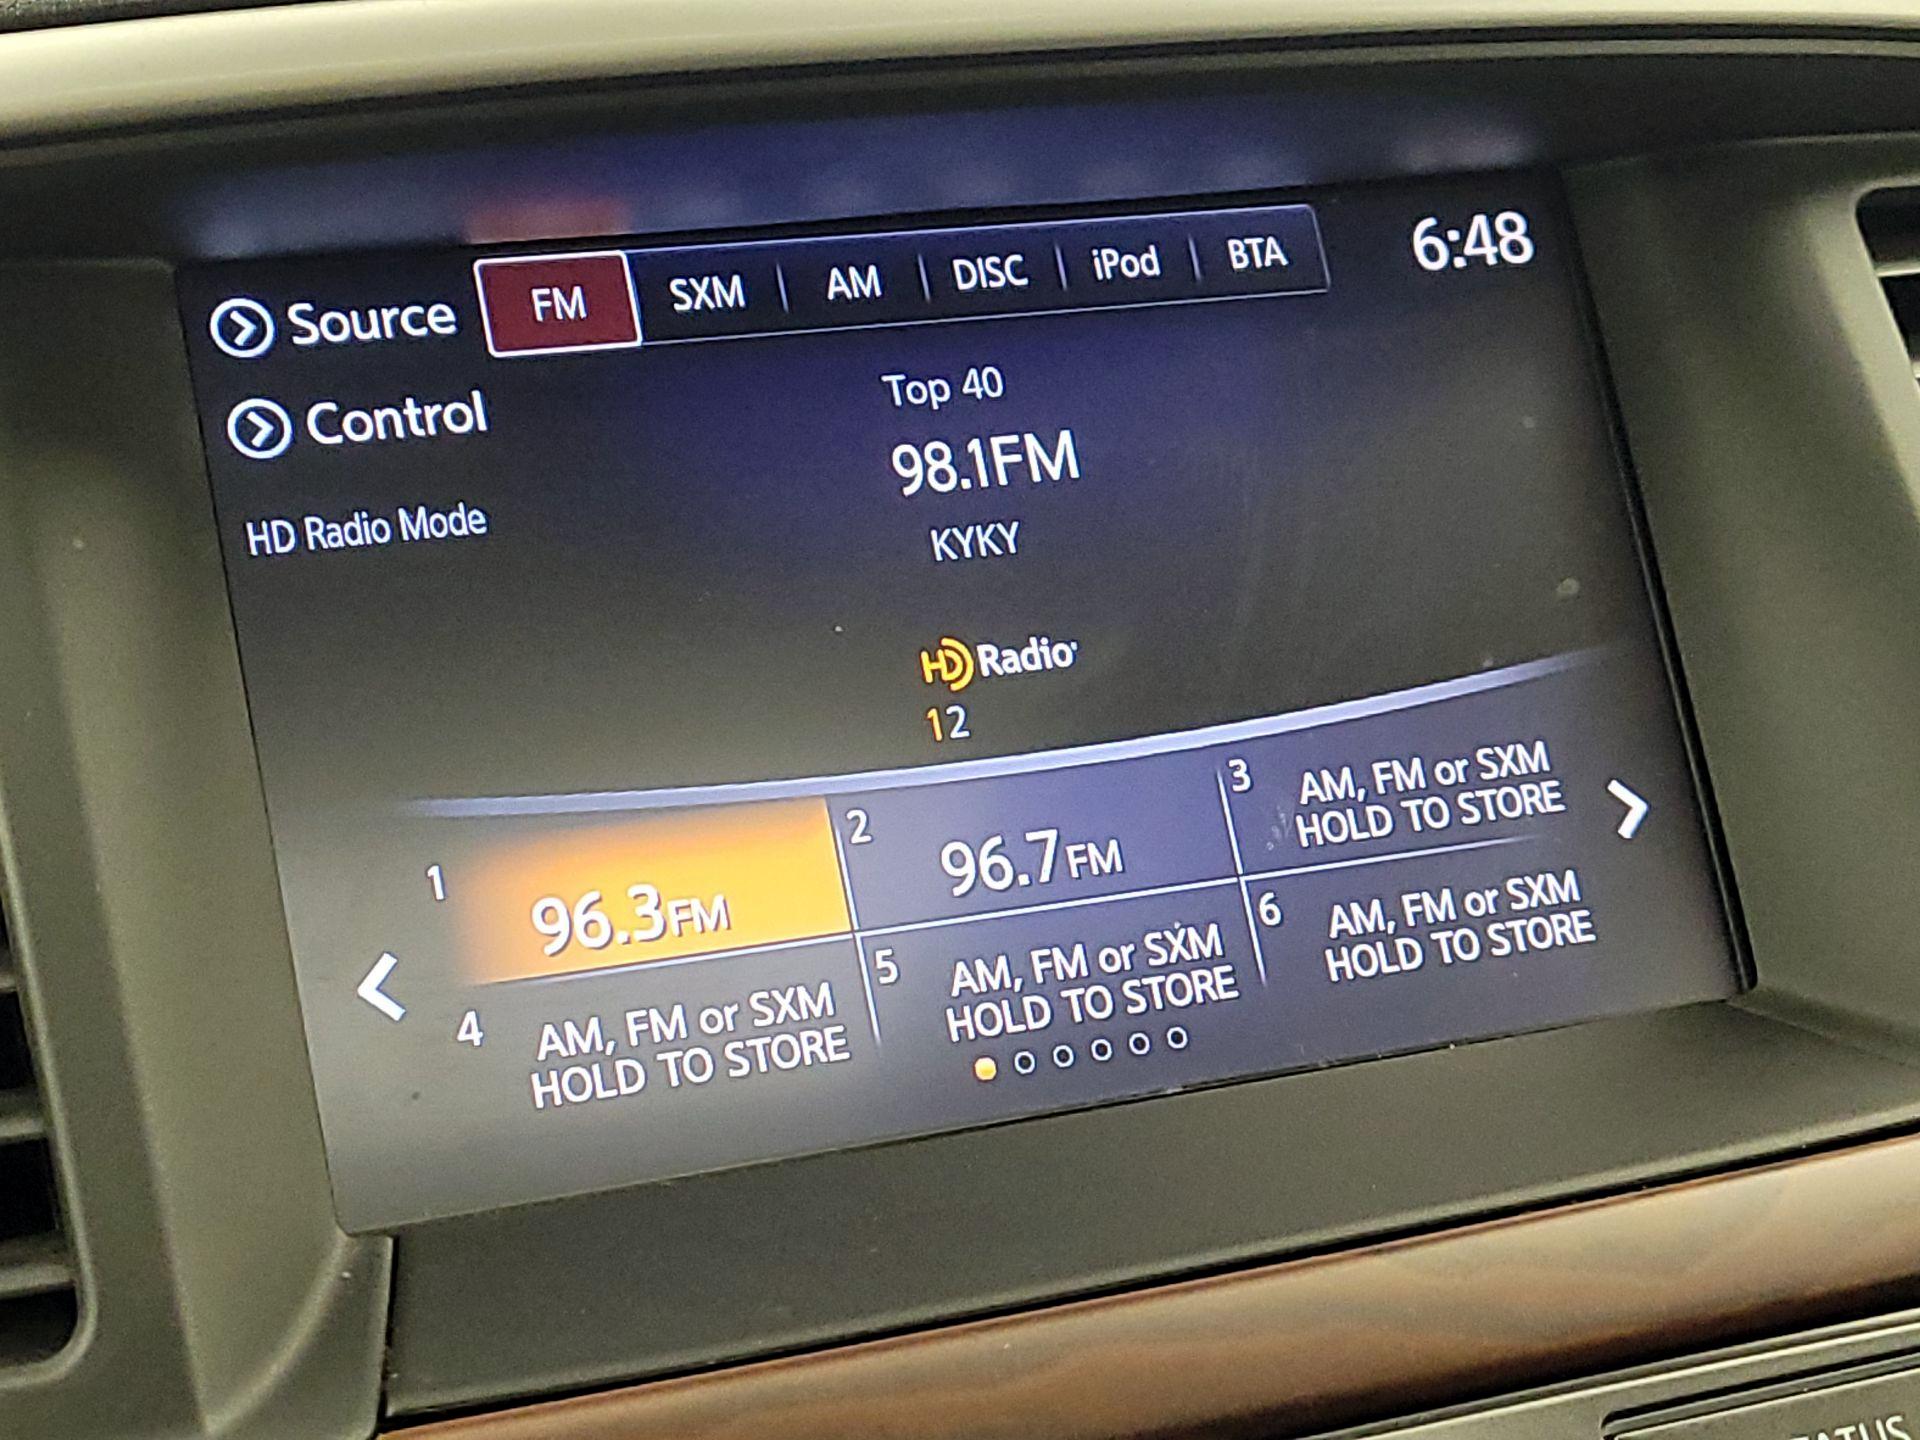 Source
FM
SXM
AM
DISC
iPod
BTA
6:48
Control
Top 40
98.1FM
HD Radio Mode
KYKY
HD Radio
12
1
96.3FM
2
96.7FM
3
AM, FM or SXM
HOLD TO STORE
4
AM, FM or SXM
HOLD TO STORE
5
AM, FM or SXM
HOLD TO STORE
6
AM, FM or SXM
HOLD TO STORE